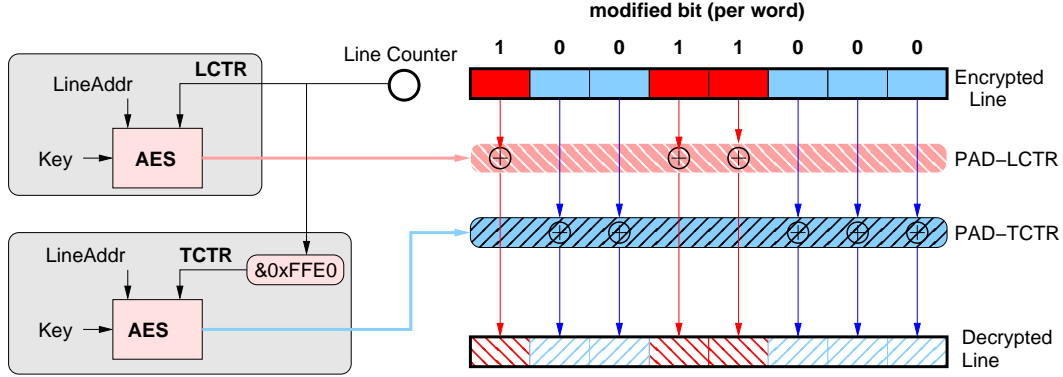 modified bit (per word)
1 0 0 1 1 0 0 0
Line Counter
LCTR
LineAddr
Key
AES
Encrypted
Line
PAD–LCTR
PAD–TCTR
TCTR
LineAddr
&0xFFE0
Key
AES
Decrypted
Line